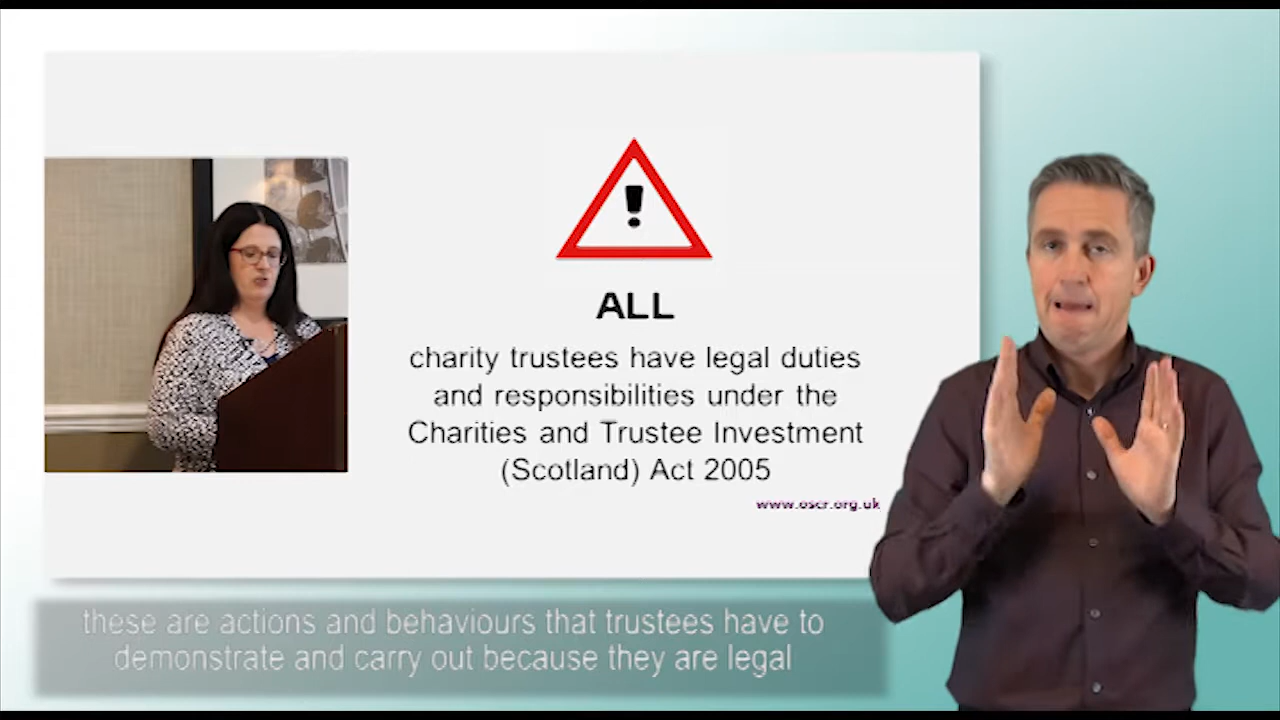 !
ALL
charity trustees have legal duties
and responsibilities under the
Charities and Trustee Investment
(Scotland) Act 2005
www.oscr.org.uk
these are actions and behaviours that trustees have to
demonstrate and carry out because they are legal